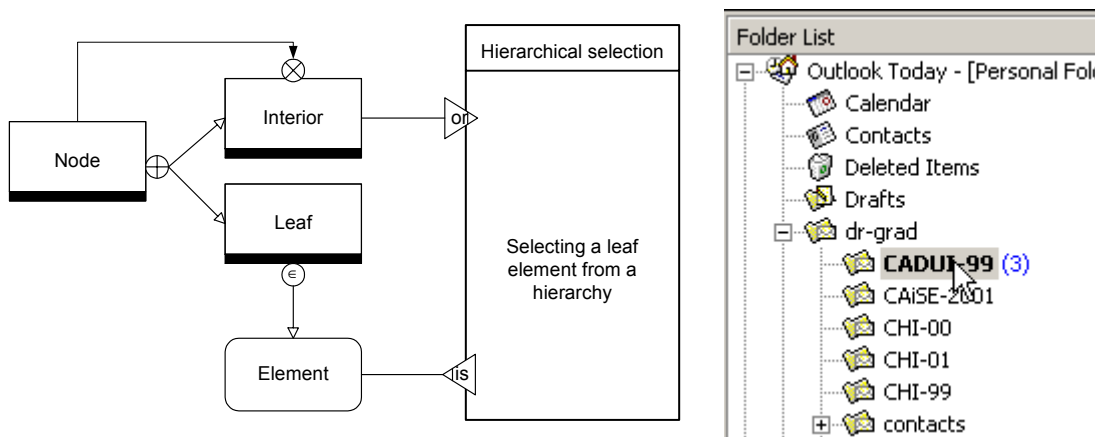 Hierarchical selection
Interior
or
Node
Leaf
Selecting a leaf
element from a
hierarchy
∈
Element
is
Folder List
Outlook Today - [Personal Fol
Calendar
Contacts
Deleted Items
Drafts
dr-grad
CADUI-99 (3)
CAiSE-2001
CHI-00
CHI-01
CHI-99
contacts